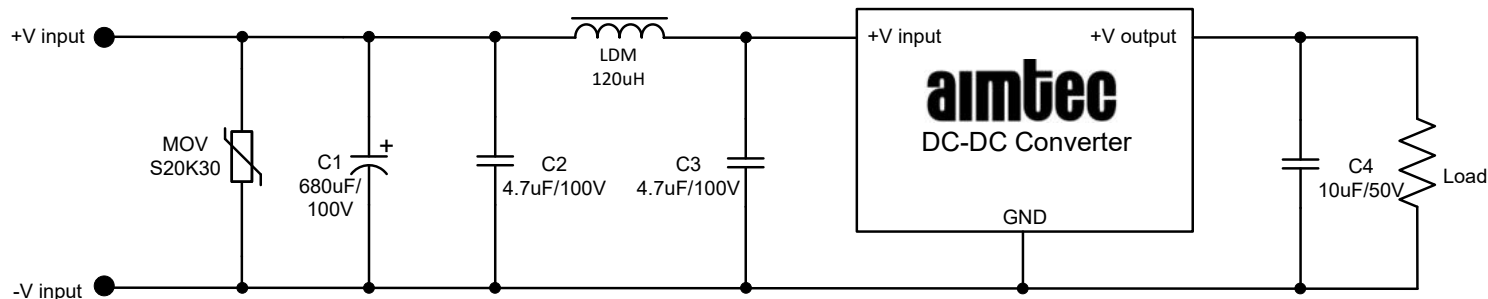 +V input
LDM
120uH
+V input
+V output
aimtec
DC-DC Converter
MOV
S20K30
+
C1
680uF/
100V
C2
4.7uF/100V
C3
4.7uF/100V
C4
10uF/50V
Load
GND
-V input